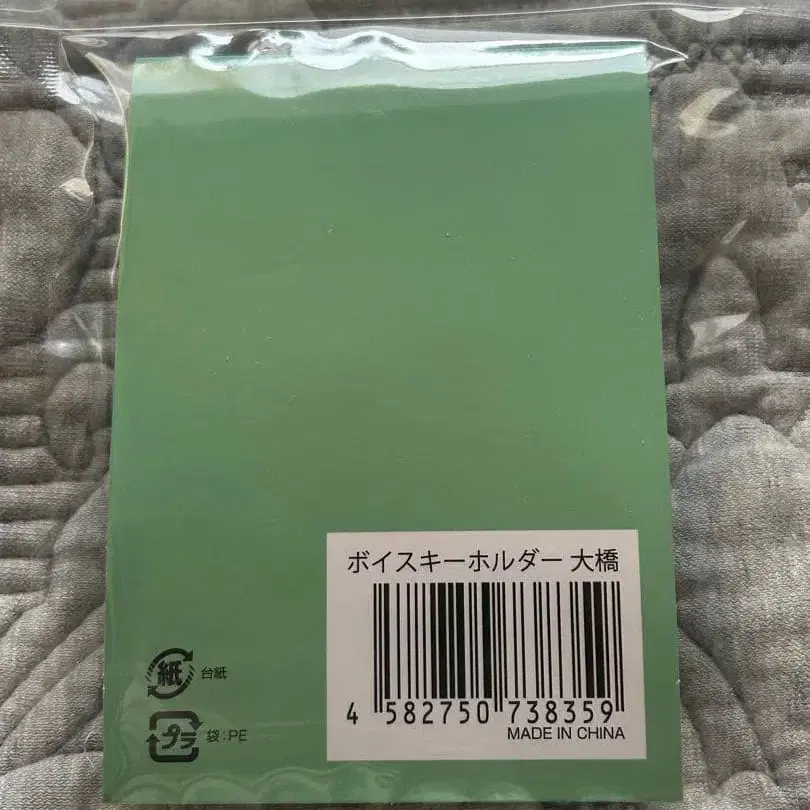 ボイスキーホルダー 大橋
4 582750 738359
MADE IN CHINA
紙 台紙
プラ 袋:PE